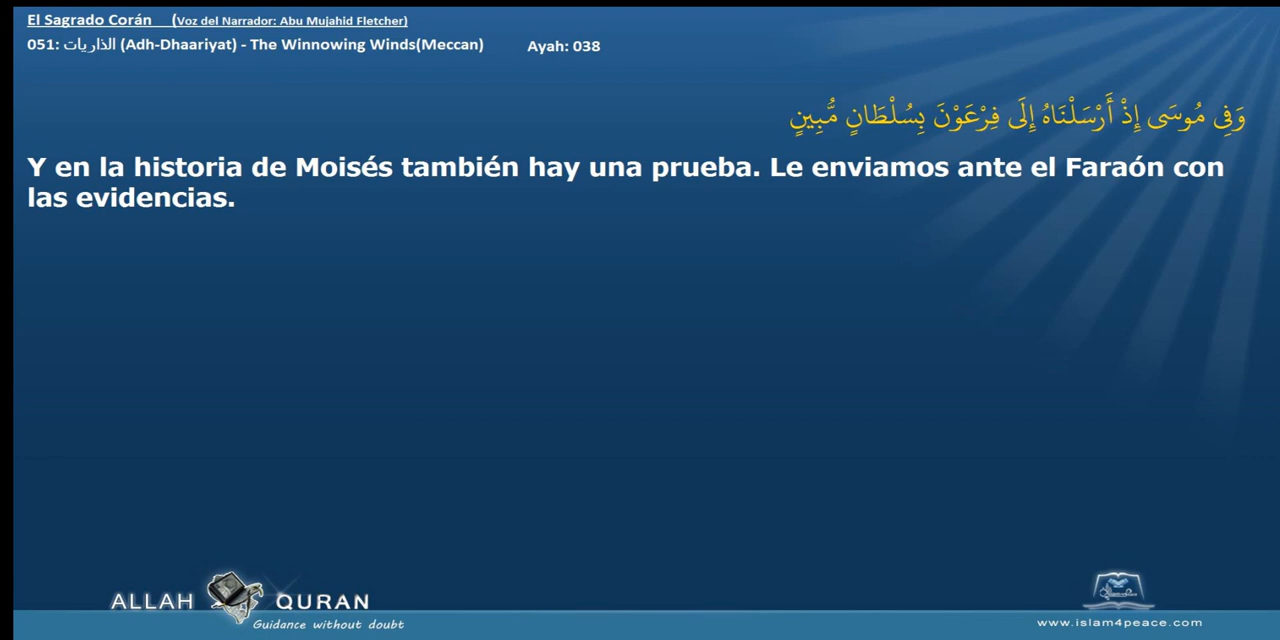 El Sagrado Corán (Voz del Narrador: Abu Mujahid Fletcher)
051: الذاريات (Adh-Dhaariyat) - The Winnowing Winds(Meccan) Ayah: 038
وَفِي مُوسَى إِذْ أَرْسَلْنَاهُ إِلَى فِرْعَوْنَ بِسُلْطَانٍ مُّبِينٍ
Y en la historia de Moisés también hay una prueba. Le enviamos ante el Faraón con
las evidencias.
ALLAH QURAN
Guidance without doubt
www.islam4peace.com